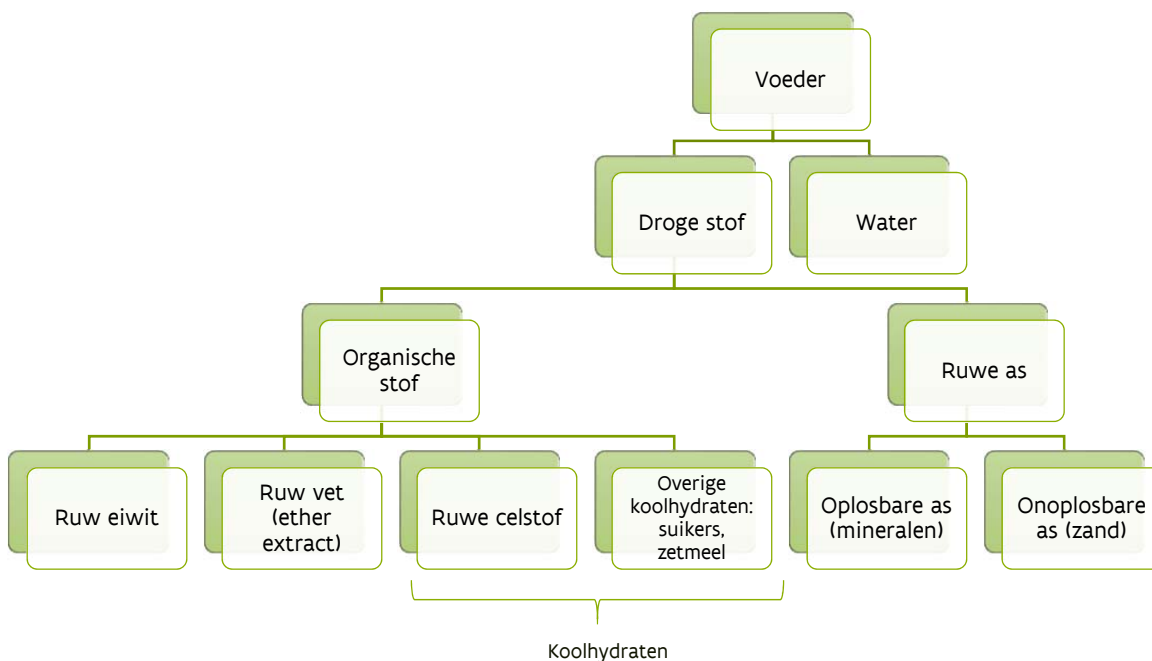 Voeder
Droge stof
Water
Organische
stof
Ruwe as
Ruw eiwit
Ruw vet
(ether
extract)
Ruwe celstof
Overige
koolhydraten:
suikers,
zetmeel
Oplosbare as
(mineralen)
Onoplosbare
as (zand)
Koolhydraten